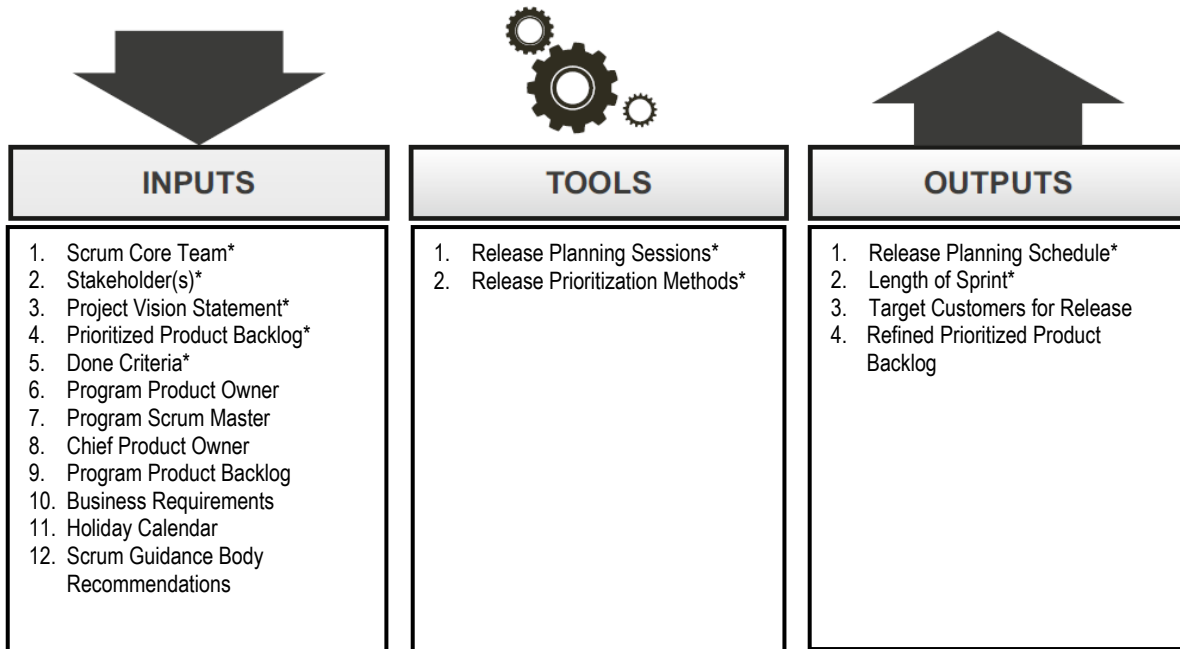 INPUTS
1. Scrum Core Team*
2. Stakeholder(s)*
3. Project Vision Statement*
4. Prioritized Product Backlog*
5. Done Criteria*
6. Program Product Owner
7. Program Scrum Master
8. Chief Product Owner
9. Program Product Backlog
10. Business Requirements
11. Holiday Calendar
12. Scrum Guidance Body
Recommendations
TOOLS
1. Release Planning Sessions*
2. Release Prioritization Methods*
OUTPUTS
1. Release Planning Schedule*
2. Length of Sprint*
3. Target Customers for Release
4. Refined Prioritized Product
Backlog